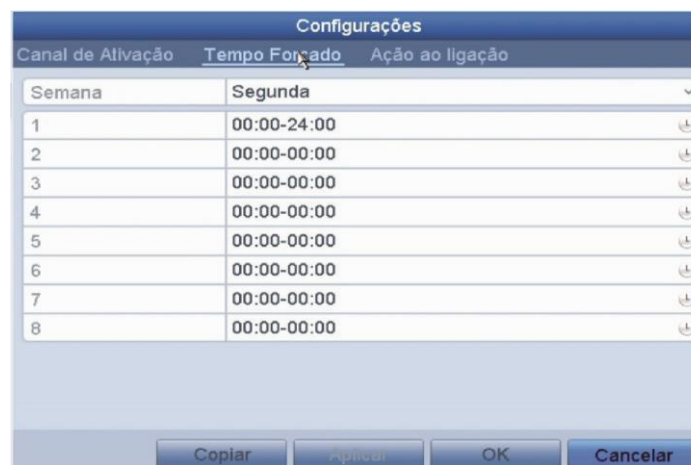 Configurações
Canal de Ativação Tempo Forçado Ação ao ligação
Semana Segunda
1 00:00-24:00
2 00:00-00:00
3 00:00-00:00
4 00:00-00:00
5 00:00-00:00
6 00:00-00:00
7 00:00-00:00
8 00:00-00:00
Copiar Aplicar OK Cancelar